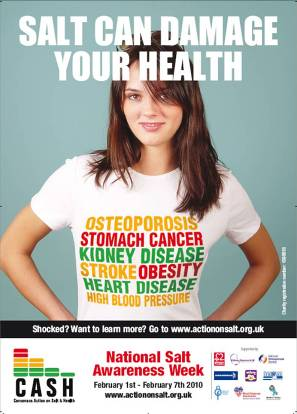 SALT CAN DAMAGE
YOUR HEALTH
OSTEOPOROSIS
STOMACH CANCER
KIDNEY DISEASE
STROKE OBESITY
HEART DISEASE
HIGH BLOOD PRESSURE
Shocked? Want to learn more? Go to www.actiononsalt.org.uk
CASH
Consensus Action on Salt & Health
National Salt
Awareness Week
February 1st - February 7th 2010
www.actiononsalt.org.uk
Supported by
Charity registration number: